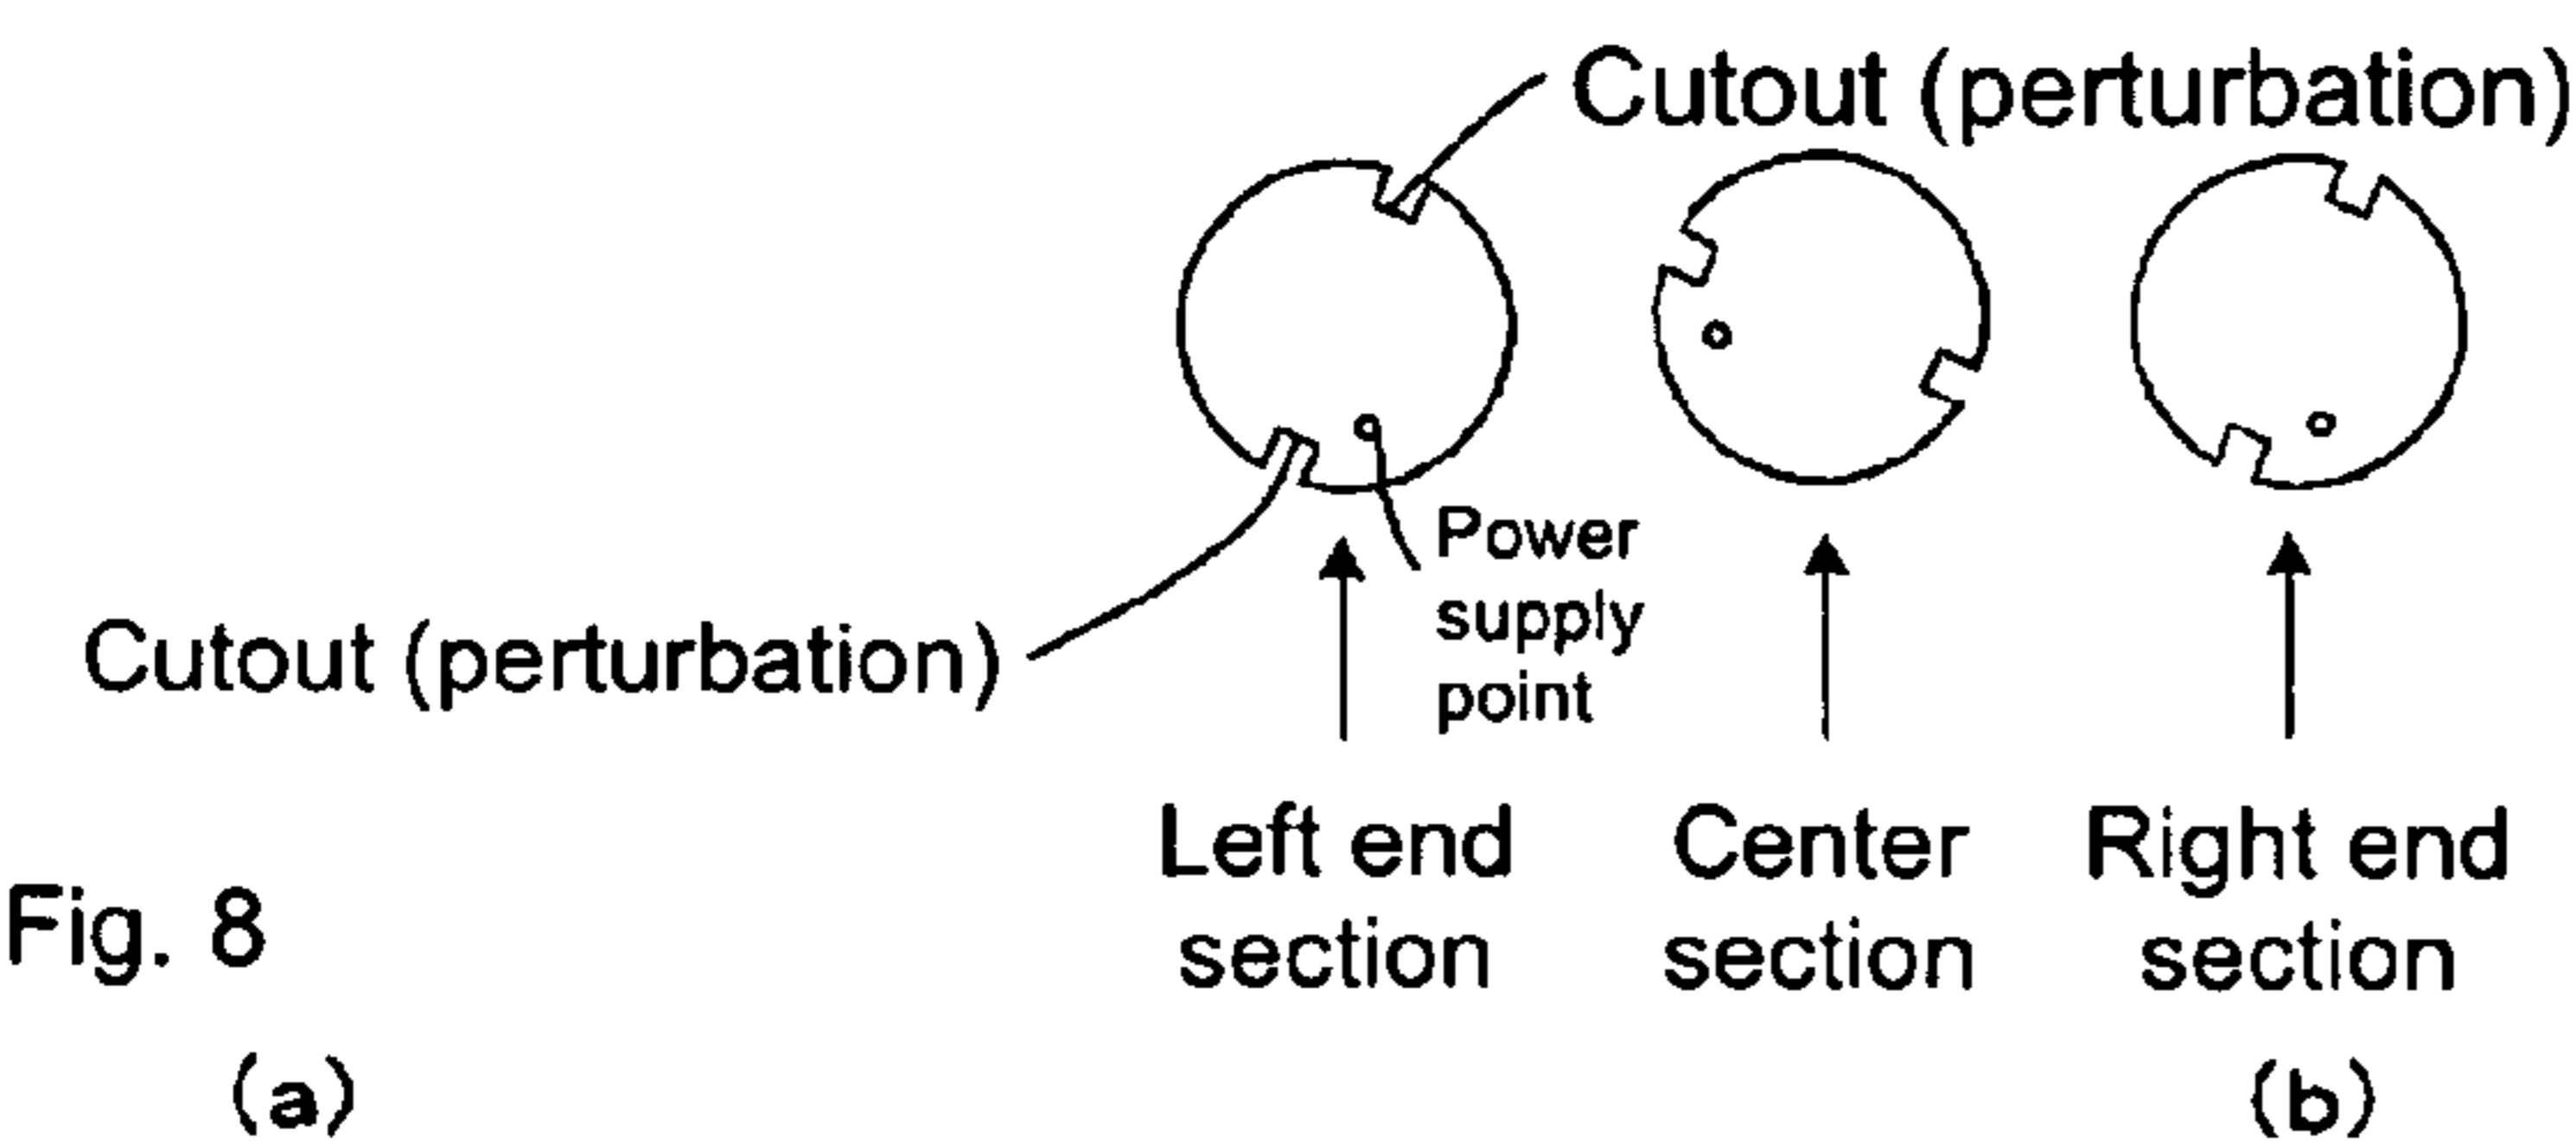 Cutout (perturbation)
Power
supply
point
Cutout (perturbation)
Left end
section
Center
section
Right end
section
Fig. 8
(a)
(b)